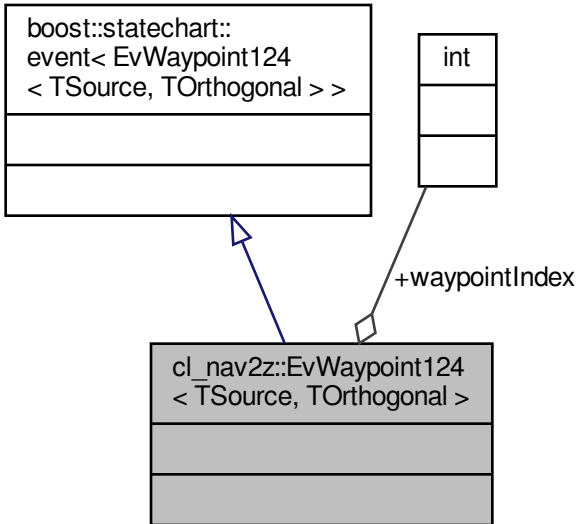 boost::statechart::
event< EvWaypoint124
< TSource, TOrthogonal > >
int
+waypointIndex
cl_nav2z::EvWaypoint124
< TSource, TOrthogonal >